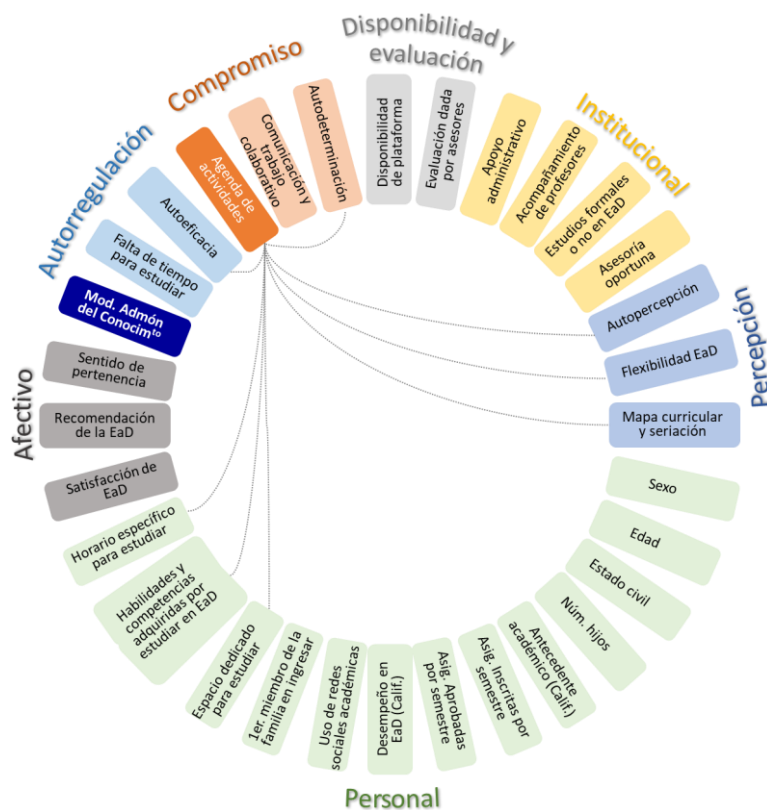 Disponibilidad y
evaluación
Disponibilidad
de plataforma
Evaluación dada
por asesores
Institucional
Apoyo
administrativo
Acompañamiento
de profesores
Estudios formales
o no en EaD
Asesoría
oportuna
Percepción
Autopercepción
Flexibilidad EaD
Mapa curricular
y seriación
Sexo
Edad
Estado civil
Núm. hijos
Antecedente
académico (Calif.)
Asig. Inscritas por
semestre
Asig. Aprobadas
por semestre
Desempeño en
EaD (Calif.)
Uso de redes
sociales académicas
1er. miembro de la
familia en ingresar
Espacio dedicado
para estudiar
Habilidades y
competencias
adquiridas por
estudiar en EaD
Horario específico
para estudiar
Personal
Satisfacción de
EaD
Recomendación
de la EaD
Sentido de
pertenencia
Afectivo
Mod. Admón
del Conocimto
Falta de tiempo
para estudiar
Autoeficacia
Autorregulación
Agenda de
actividades
Comunicación y
trabajo
colaborativo
Autodeterminación
Compromiso